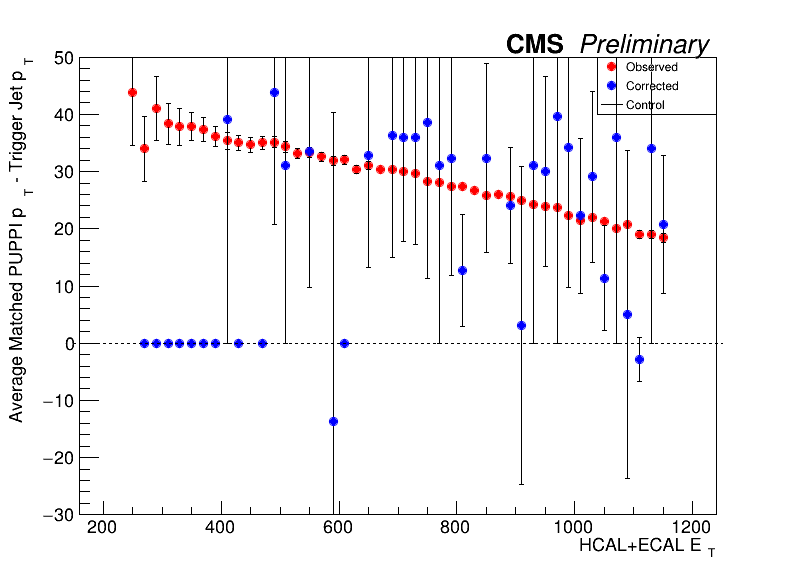 CMS Preliminary
Observed
Corrected
Control
Average Matched PUPPI p T - Trigger Jet p T
50
40
30
20
10
0
−10
−20
−30
200 400 600 800 1000 1200
HCAL+ECAL E T